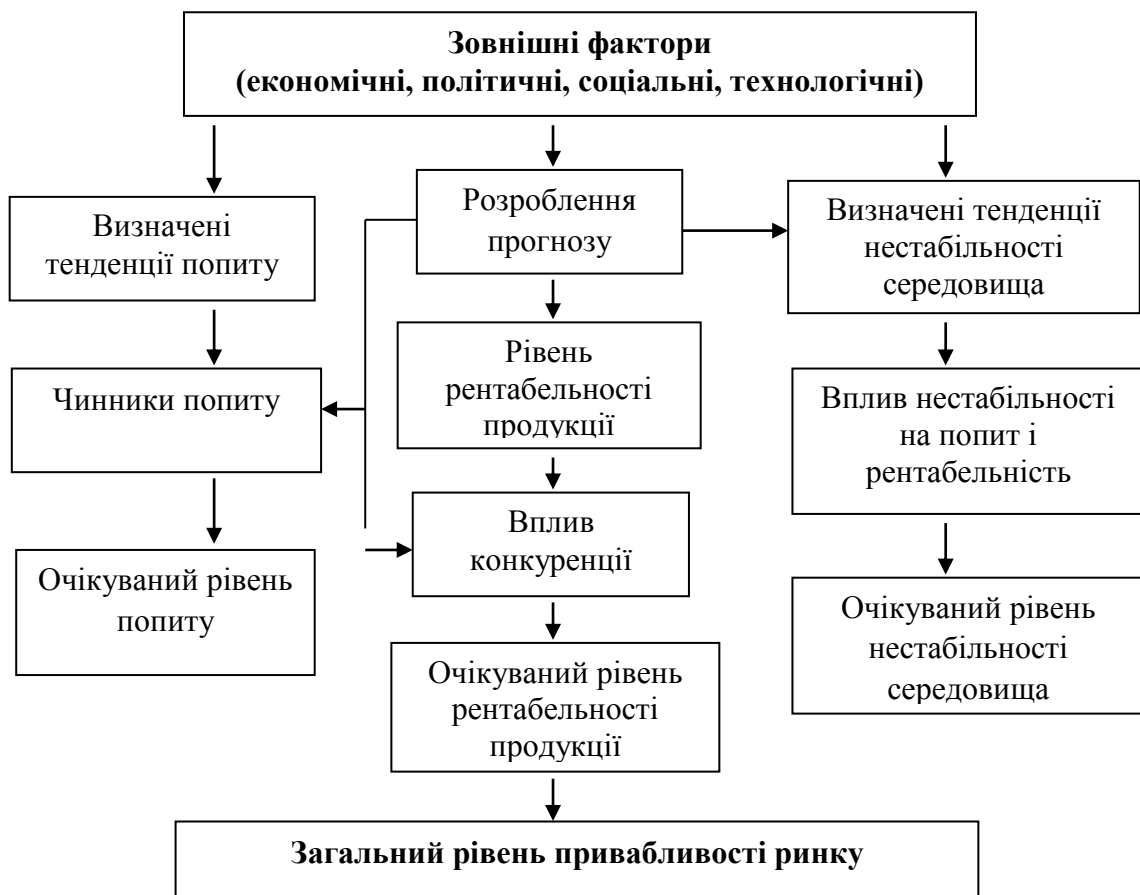 Зовнішні фактори
(економічні, політичні, соціальні, технологічні)
Визначені
тенденції попиту
Розроблення
прогнозу
Визначені тенденції
нестабільності
середовища
Чинники попиту
Рівень
рентабельності
продукції
Вплив нестабільності
на попит і
рентабельність
Очікуваний рівень
попиту
Вплив
конкуренції
Очікуваний рівень
нестабільності
середовища
Очікуваний рівень
рентабельності
продукції
Загальний рівень привабливості ринку